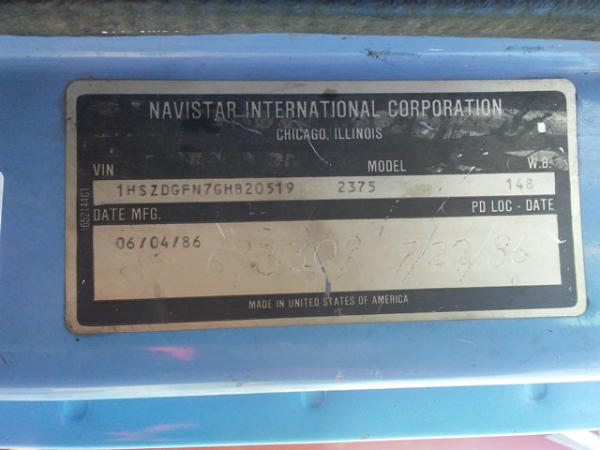 NAVISTAR INTERNATIONAL CORPORATION
CHICAGO, ILLINOIS
VIN MODEL W.B.
1HSZDGFN7GHB20519 2375 148
DATE MFG. PD LOC - DATE
06/04/86 7/22/86
MADE IN UNITED STATES OF AMERICA
1652144C1